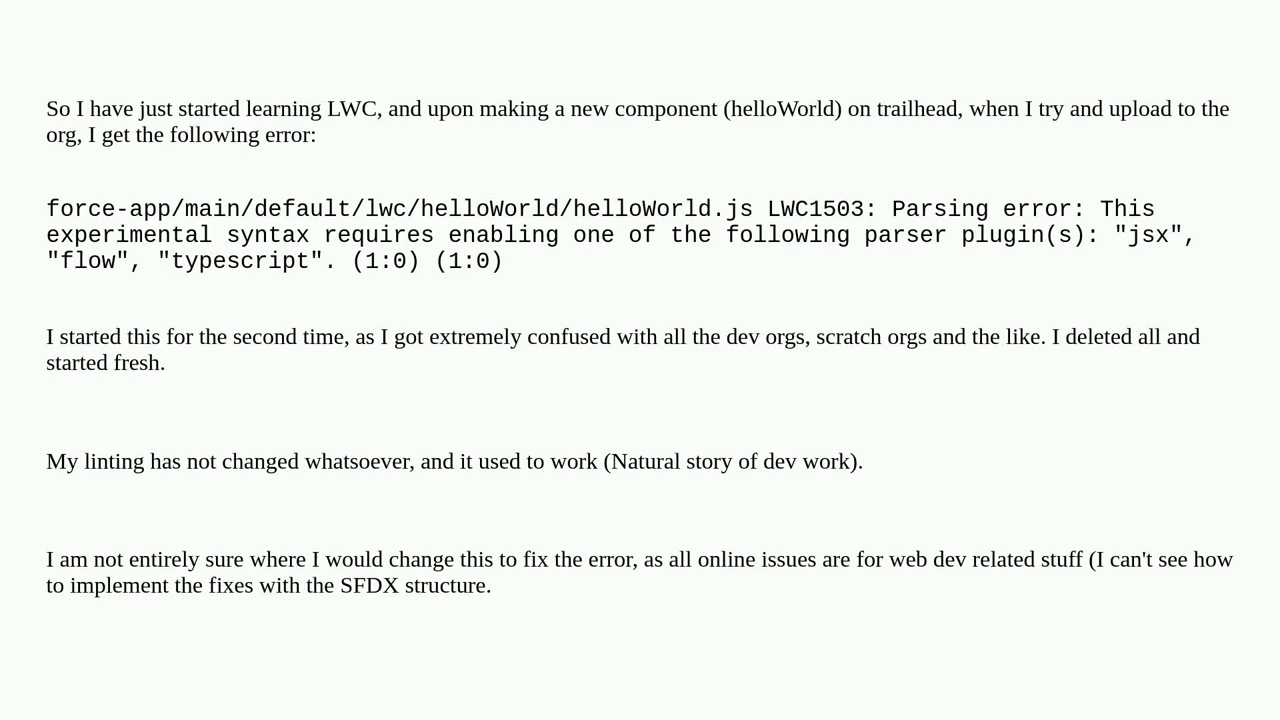 So I have just started learning LWC, and upon making a new component (helloWorld) on trailhead, when I try and upload to the
org, I get the following error:
force-app/main/default/lwc/helloWorld/helloWorld.js LWC1503: Parsing error: This
experimental syntax requires enabling one of the following parser plugin(s): "jsx",
"flow", "typescript". (1:0) (1:0)
I started this for the second time, as I got extremely confused with all the dev orgs, scratch orgs and the like. I deleted all and
started fresh.
My linting has not changed whatsoever, and it used to work (Natural story of dev work).
I am not entirely sure where I would change this to fix the error, as all online issues are for web dev related stuff (I can't see how
to implement the fixes with the SFDX structure.